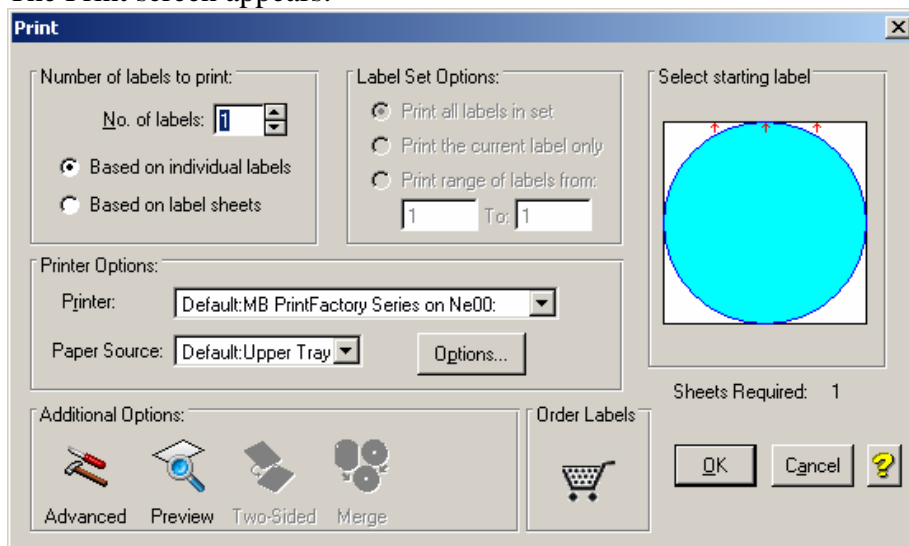 The Print screen appears.
Print
Number of labels to print:
No. of labels: 1
Based on individual labels
Based on label sheets
Label Set Options:
Print all labels in set
Print the current label only
Print range of labels from:
1 To: 1
Select starting label
Printer Options:
Printer: Default:MB PrintFactory Series on Ne00:
Paper Source: Default:Upper Tray
Options...
Sheets Required: 1
Additional Options:
Advanced Preview Two-Sided Merge
Order Labels
OK Cancel ?